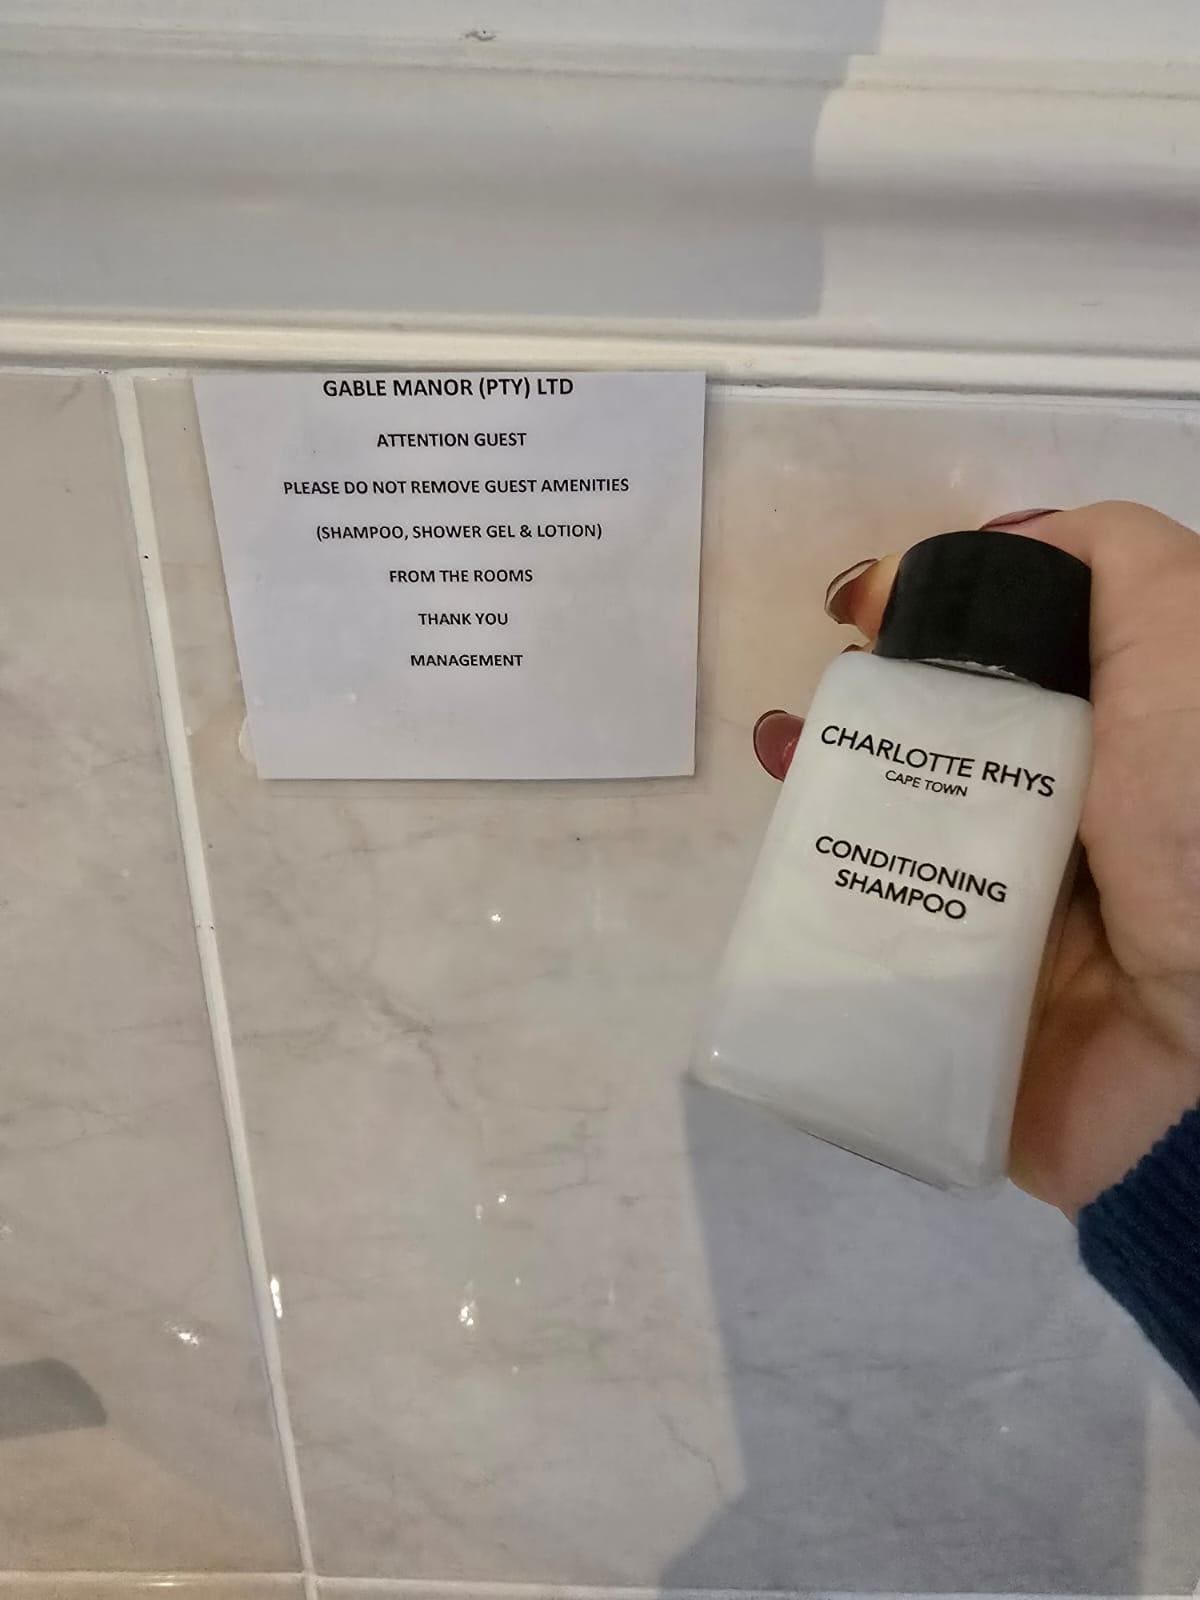 GABLE MANOR (PTY) LTD
ATTENTION GUEST
PLEASE DO NOT REMOVE GUEST AMENITIES
(SHAMPOO, SHOWER GEL & LOTION)
FROM THE ROOMS
THANK YOU
MANAGEMENT
CHARLOTTE RHYS
CAPE TOWN
CONDITIONING
SHAMPOO